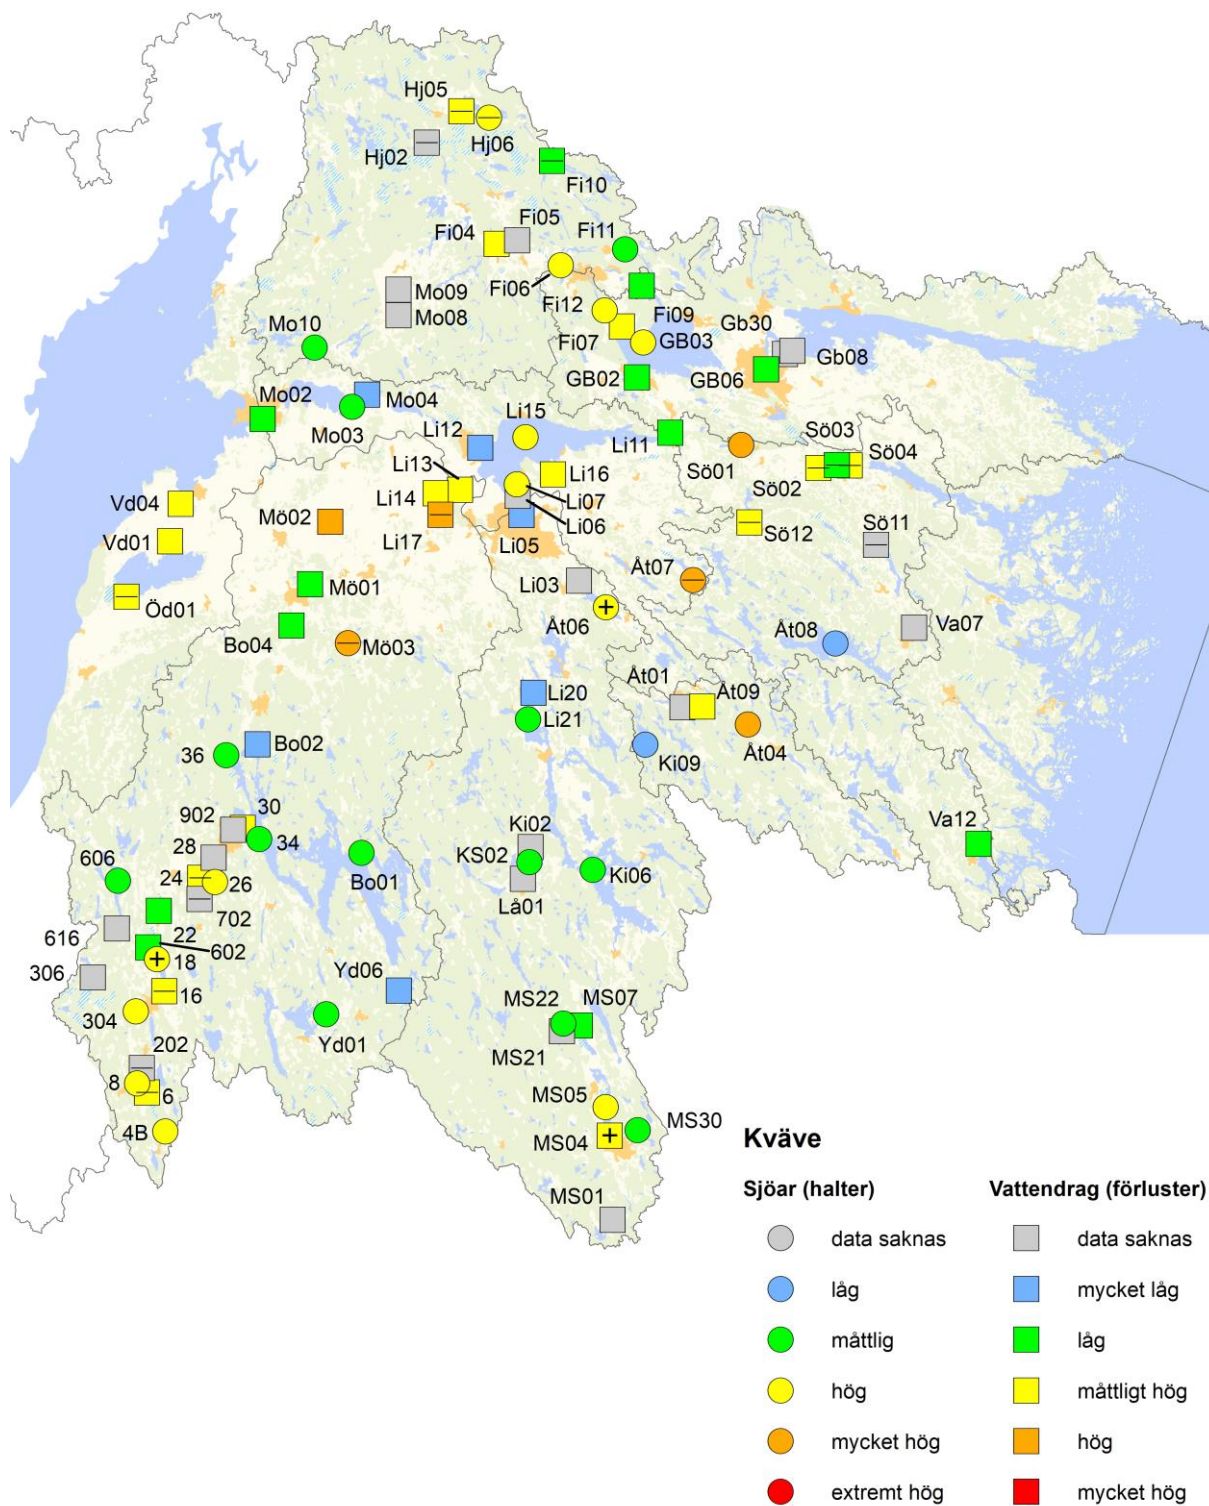 Hj05
Hj06
Hj02
Fi10
Fi05
Fi04
Fi11
Fi06
Mo09
Mo08
Fi12
Fi09
Gb30
Mo10
Fi07
GB03
Gb08
GB02
GB06
Mo02
Mo04
Mo03
Li15
Li12
Li11
Sö03
Sö04
Sö01
Sö02
Li13
Li16
Li14
Li07
Li06
Vd04
Mö02
Li17
Li05
Sö12
Sö11
Vd01
Öd01
Mö01
Li03
Åt07
Åt06
Bo04
Mö03
Åt08
Va07
Åt01
Åt09
Li20
Li21
Åt04
Ki09
36
Bo02
902
30
34
28
606
24
26
702
Bo01
Ki02
KS02
Ki06
Lå01
Va12
616
22
602
18
306
16
304
Yd06
Yd01
MS22
MS07
MS21
202
8
6
4B
MS05
MS30
MS04
MS01
Kväve
Sjöar (halter) Vattendrag (förluster)
data saknas data saknas
låg mycket låg
måttlig låg
hög måttligt hög
mycket hög hög
extremt hög mycket hög